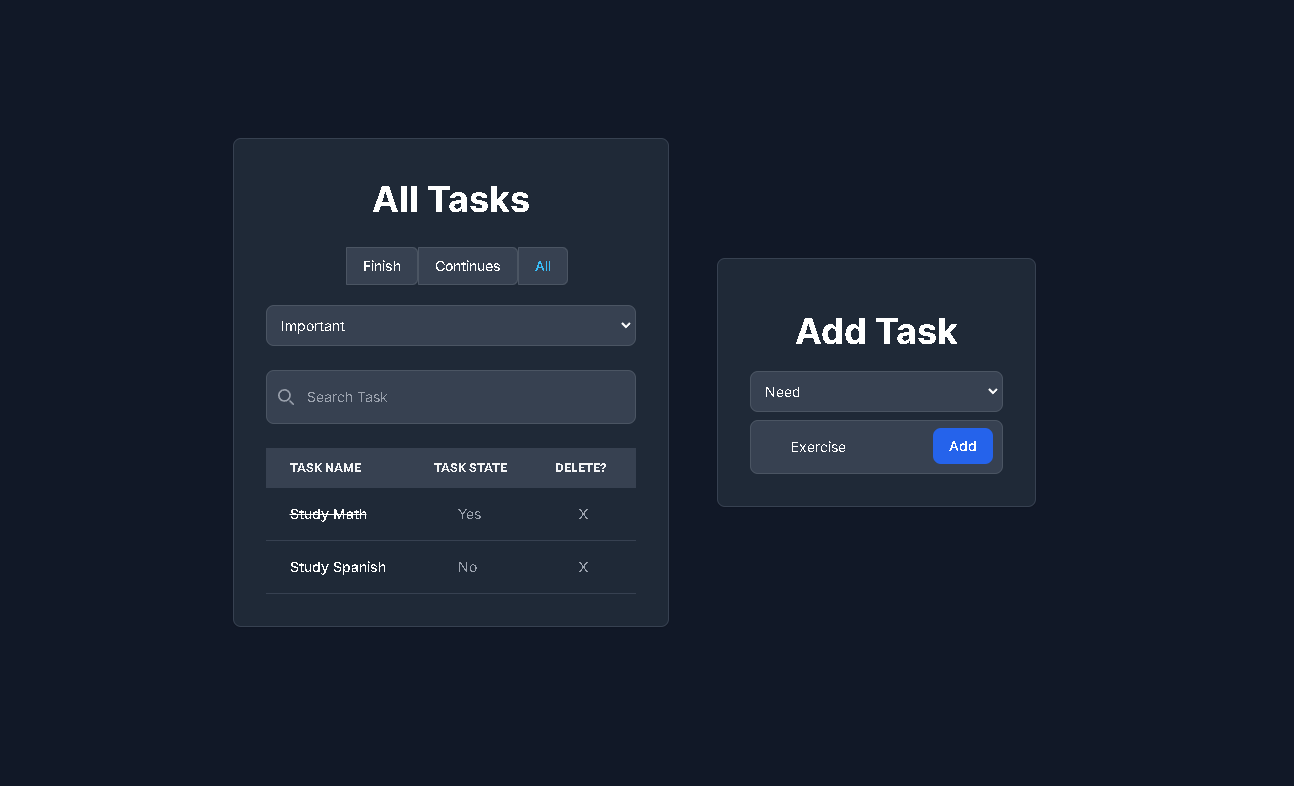 All Tasks
Finish Continues All
Important
Search Task
TASK NAME TASK STATE DELETE?
Study Math Yes X
Study Spanish No X
Add Task
Need
Exercise Add